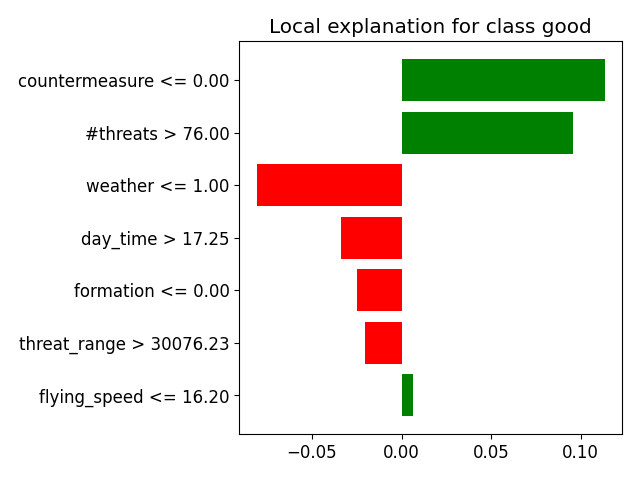 Local explanation for class good
countermeasure <= 0.00
#threats > 76.00
weather <= 1.00
day_time > 17.25
formation <= 0.00
threat_range > 30076.23
flying_speed <= 16.20
−0.05 0.00 0.05 0.10